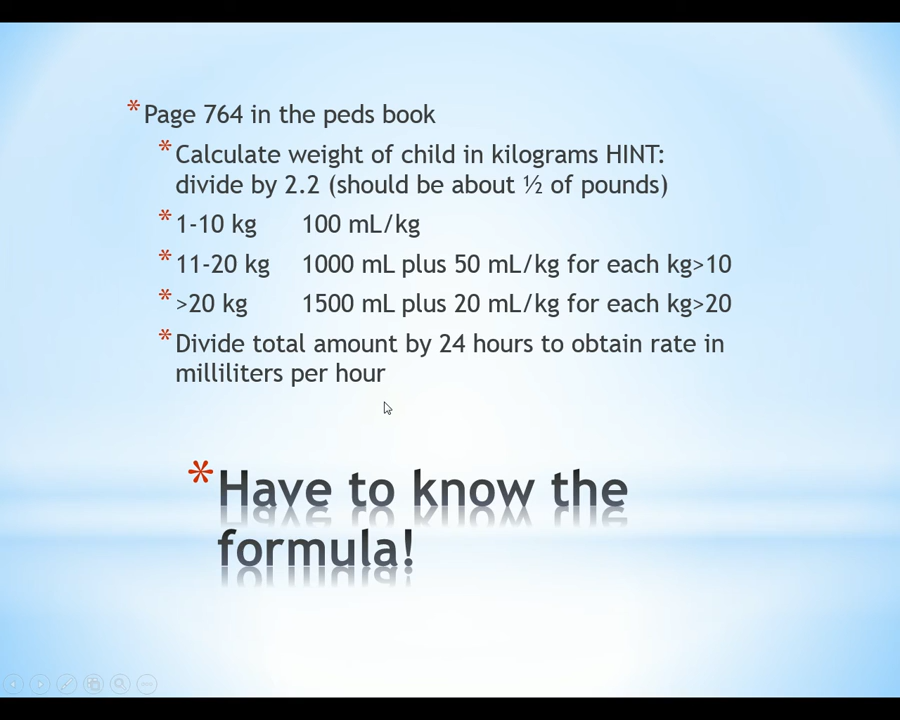 * Page 764 in the peds book
* Calculate weight of child in kilograms HINT:
divide by 2.2 (should be about ½ of pounds)
* 1-10 kg 100 mL/kg
* 11-20 kg 1000 mL plus 50 mL/kg for each kg>10
* >20 kg 1500 mL plus 20 mL/kg for each kg>20
* Divide total amount by 24 hours to obtain rate in
milliliters per hour
* Have to know the
formula!